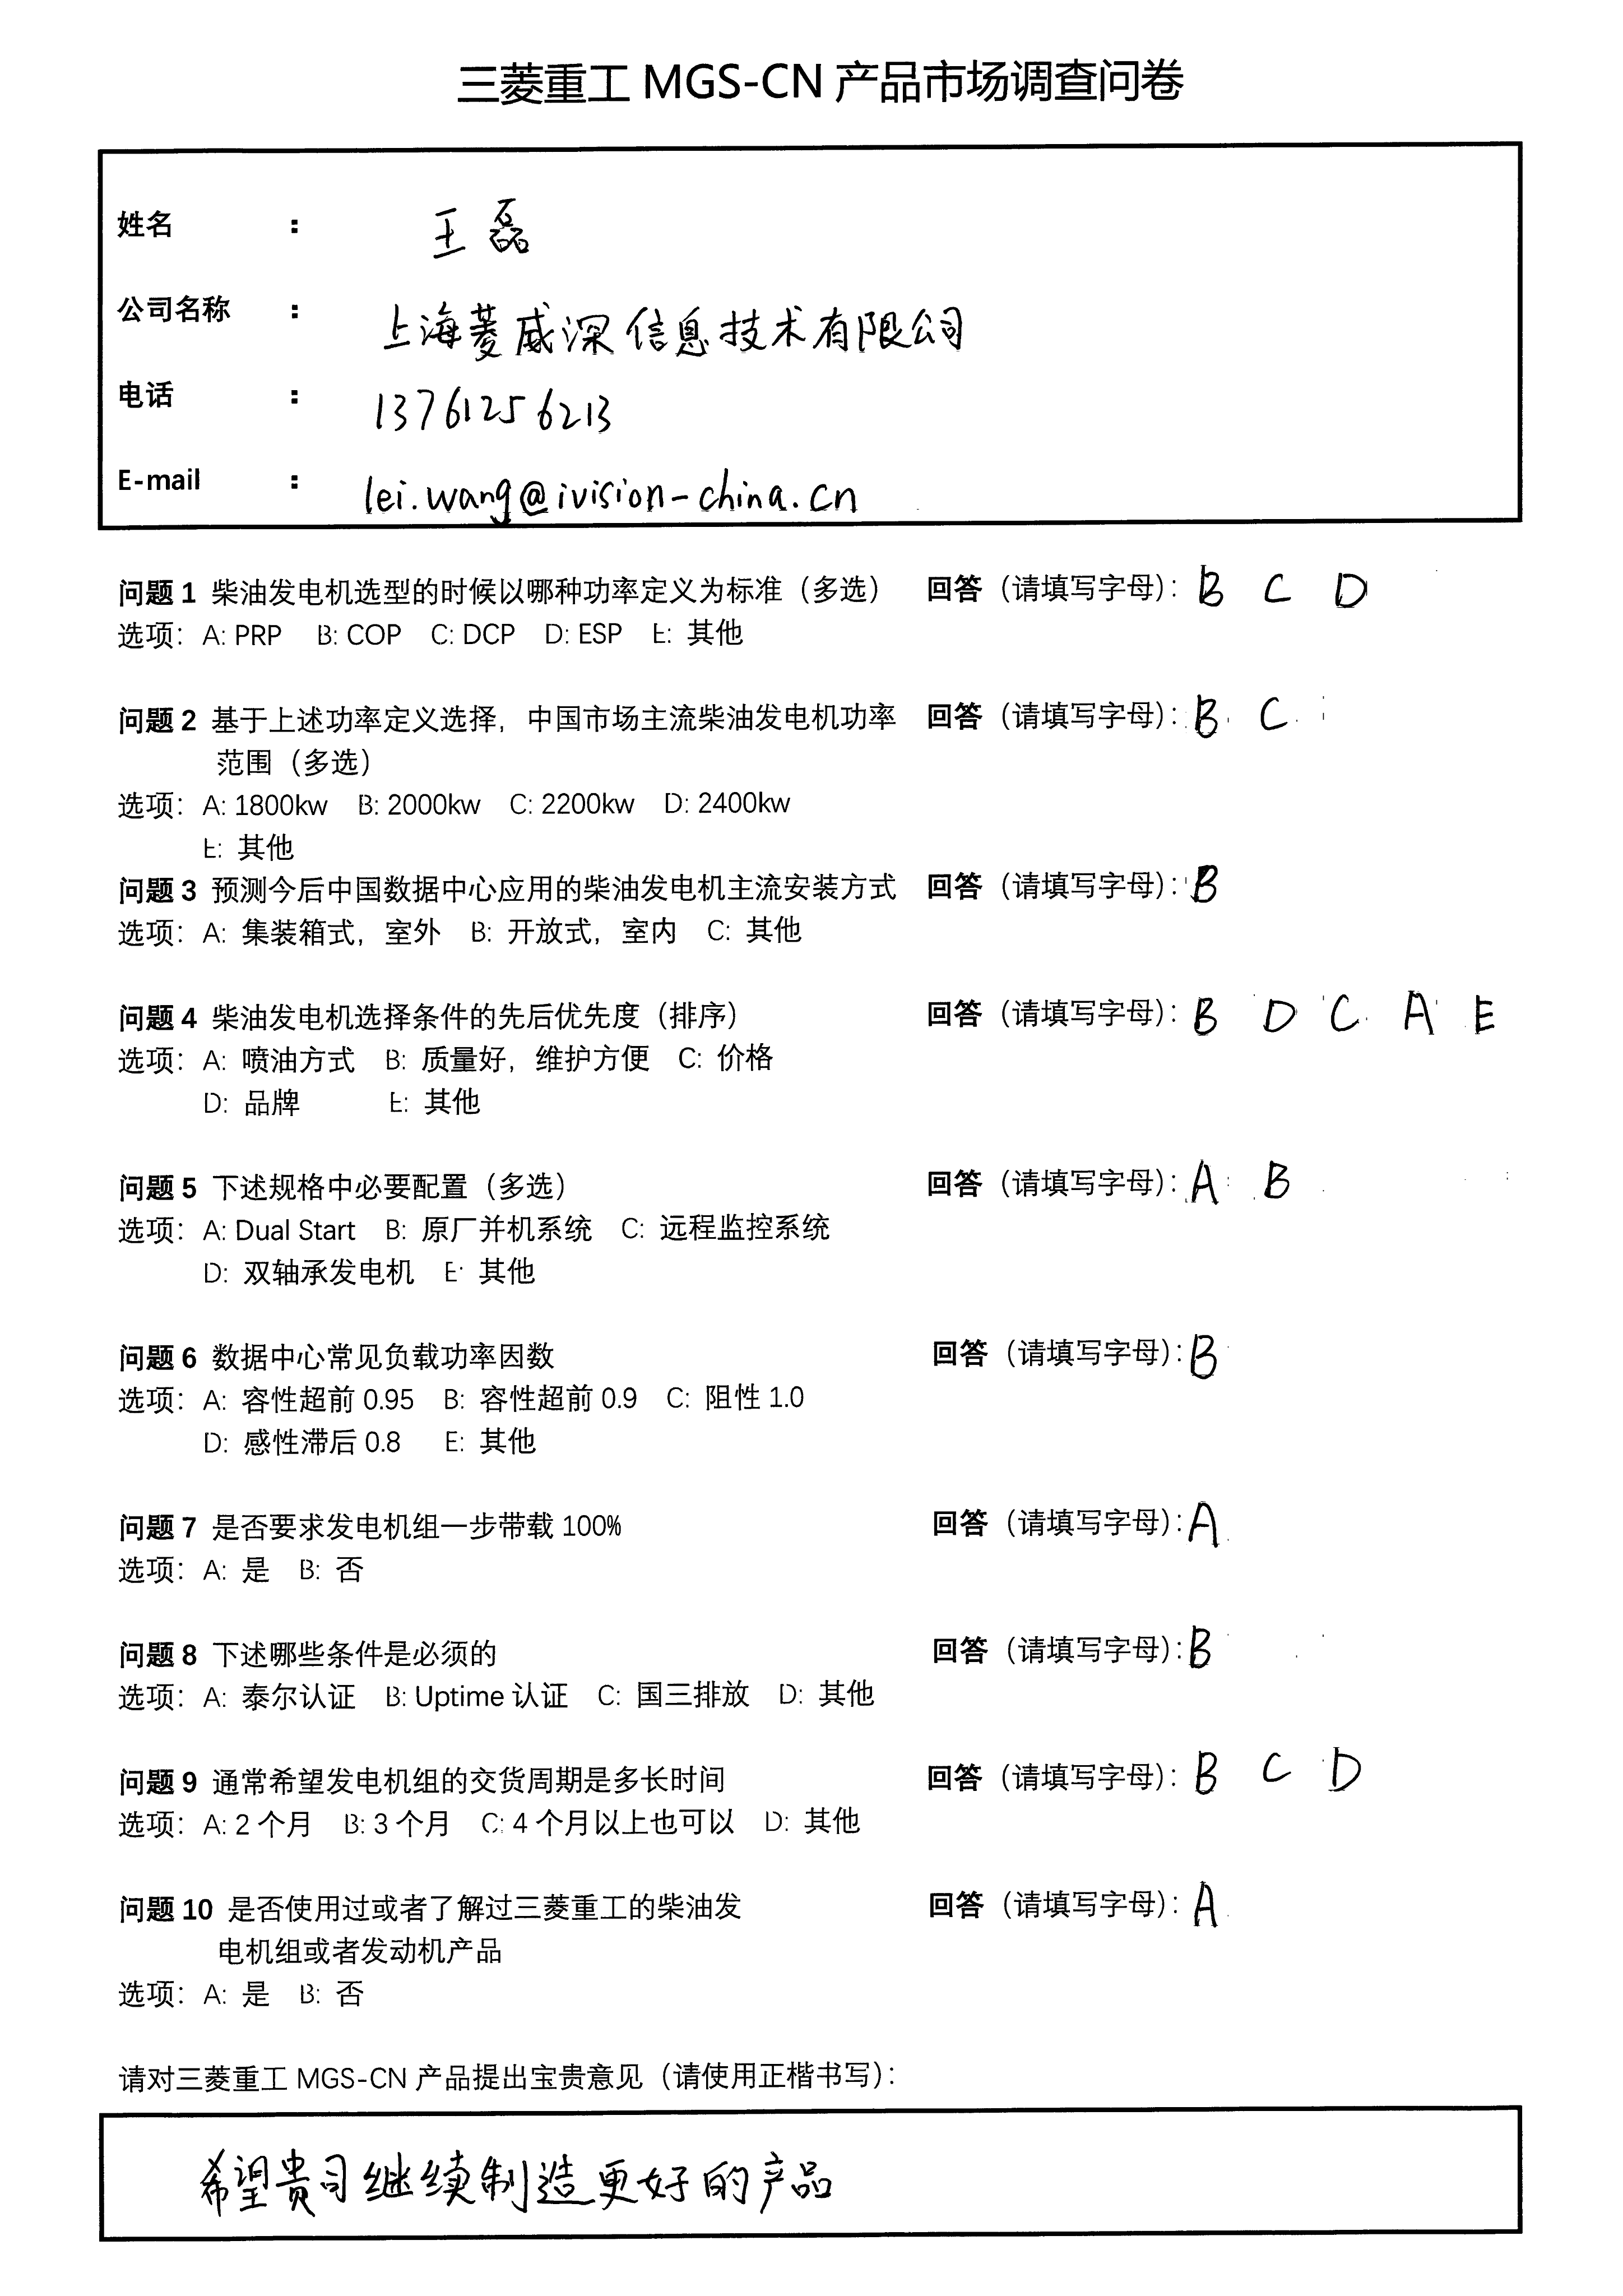 三菱重工 MGS-CN 产品市场调查问卷
姓名 : 王磊
公司名称 : 上海菱威深信息技术有限公司
电话 : 13761256213
E-mail : lei.wang@ivision-china.cn
问题 1 柴油发电机选型的时候以哪种功率定义为标准（多选） 回答（请填写字母）: B C D
选项: A: PRP B: COP C: DCP D: ESP E: 其他
问题 2 基于上述功率定义选择, 中国市场主流柴油发电机功率 回答（请填写字母）: B C
范围（多选）
选项: A: 1800kw B: 2000kw C: 2200kw D: 2400kw
E: 其他
问题 3 预测今后中国数据中心应用的柴油发电机主流安装方式 回答（请填写字母）: B
选项: A: 集装箱式, 室外 B: 开放式, 室内 C: 其他
问题 4 柴油发电机选择条件的先后优先度（排序） 回答（请填写字母）: B D C A E
选项: A: 喷油方式 B: 质量好, 维护方便 C: 价格
D: 品牌 E: 其他
问题 5 下述规格中必要配置（多选） 回答（请填写字母）: A B
选项: A: Dual Start B: 原厂并机系统 C: 远程监控系统
D: 双轴承发电机 E: 其他
问题 6 数据中心常见负载功率因数 回答（请填写字母）: B
选项: A: 容性超前 0.95 B: 容性超前 0.9 C: 阻性 1.0
D: 感性滞后 0.8 E: 其他
问题 7 是否要求发电机组一步带载 100% 回答（请填写字母）: A
选项: A: 是 B: 否
问题 8 下述哪些条件是必须的 回答（请填写字母）: B
选项: A: 泰尔认证 B: Uptime 认证 C: 国三排放 D: 其他
问题 9 通常希望发电机组的交货周期是多长时间 回答（请填写字母）: B C D
选项: A: 2 个月 B: 3 个月 C: 4 个月以上也可以 D: 其他
问题 10 是否使用过或者了解过三菱重工的柴油发 回答（请填写字母）: A
电机组或者发动机产品
选项: A: 是 B: 否
请对三菱重工 MGS-CN 产品提出宝贵意见（请使用正楷书写）:
希望贵司继续制造更好的产品